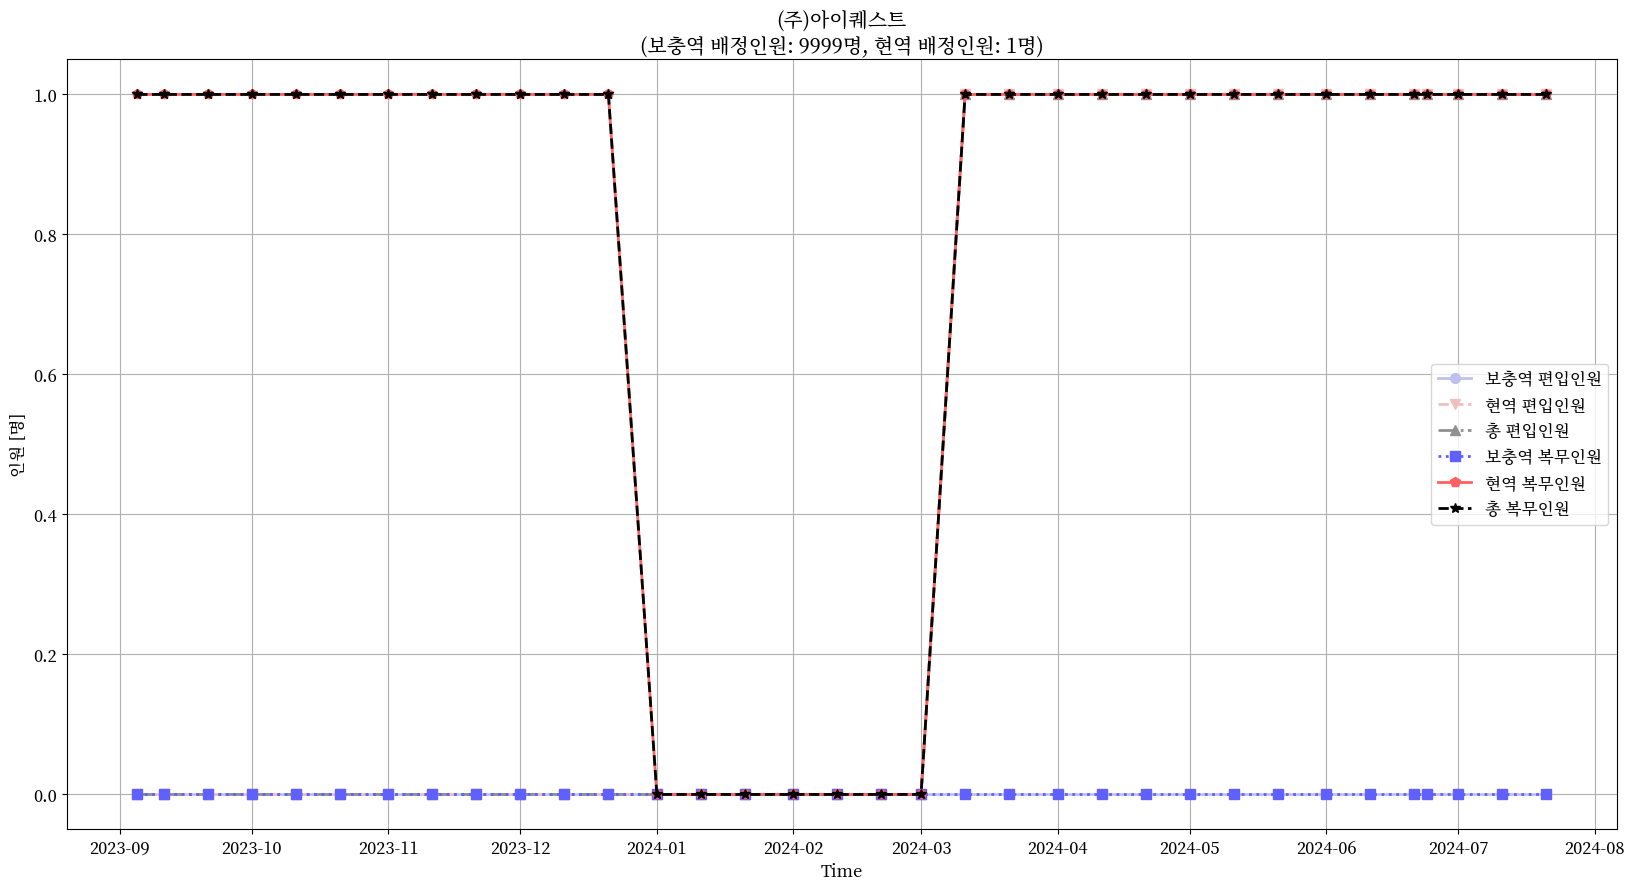 (주)아이퀘스트
(보충역 배정인원: 9999명, 현역 배정인원: 1명)
1.0
0.8
0.6
0.4
0.2
0.0
인원 [명]
보충역 편입인원
현역 편입인원
총 편입인원
보충역 복무인원
현역 복무인원
총 복무인원
2023-09 2023-10 2023-11 2023-12 2024-01 2024-02 2024-03 2024-04 2024-05 2024-06 2024-07 2024-08
Time